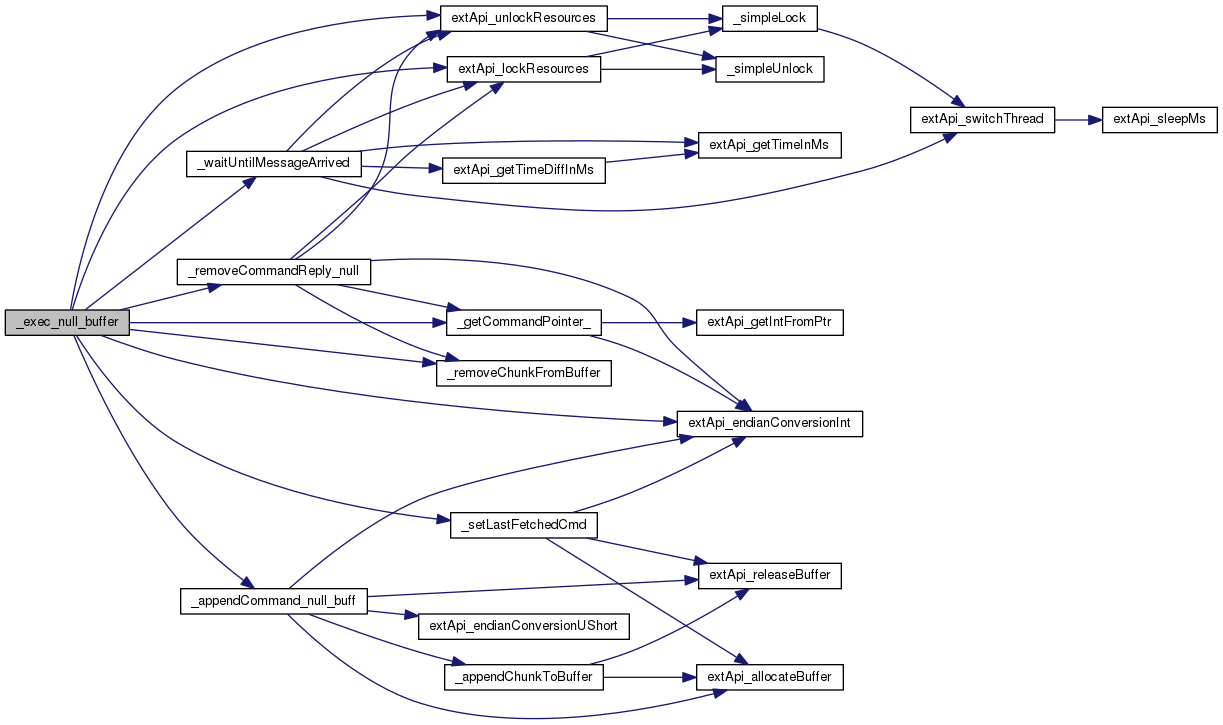 extApi_unlockResources
_simpleLock
extApi_lockResources
_simpleUnlock
extApi_switchThread
extApi_sleepMs
_waitUntilMessageArrived
extApi_getTimeInMs
extApi_getTimeDiffInMs
_removeCommandReply_null
_exec_null_buffer
_getCommandPointer_
extApi_getIntFromPtr
_removeChunkFromBuffer
extApi_endianConversionInt
_setLastFetchedCmd
extApi_releaseBuffer
_appendCommand_null_buff
extApi_endianConversionUShort
_appendChunkToBuffer
extApi_allocateBuffer